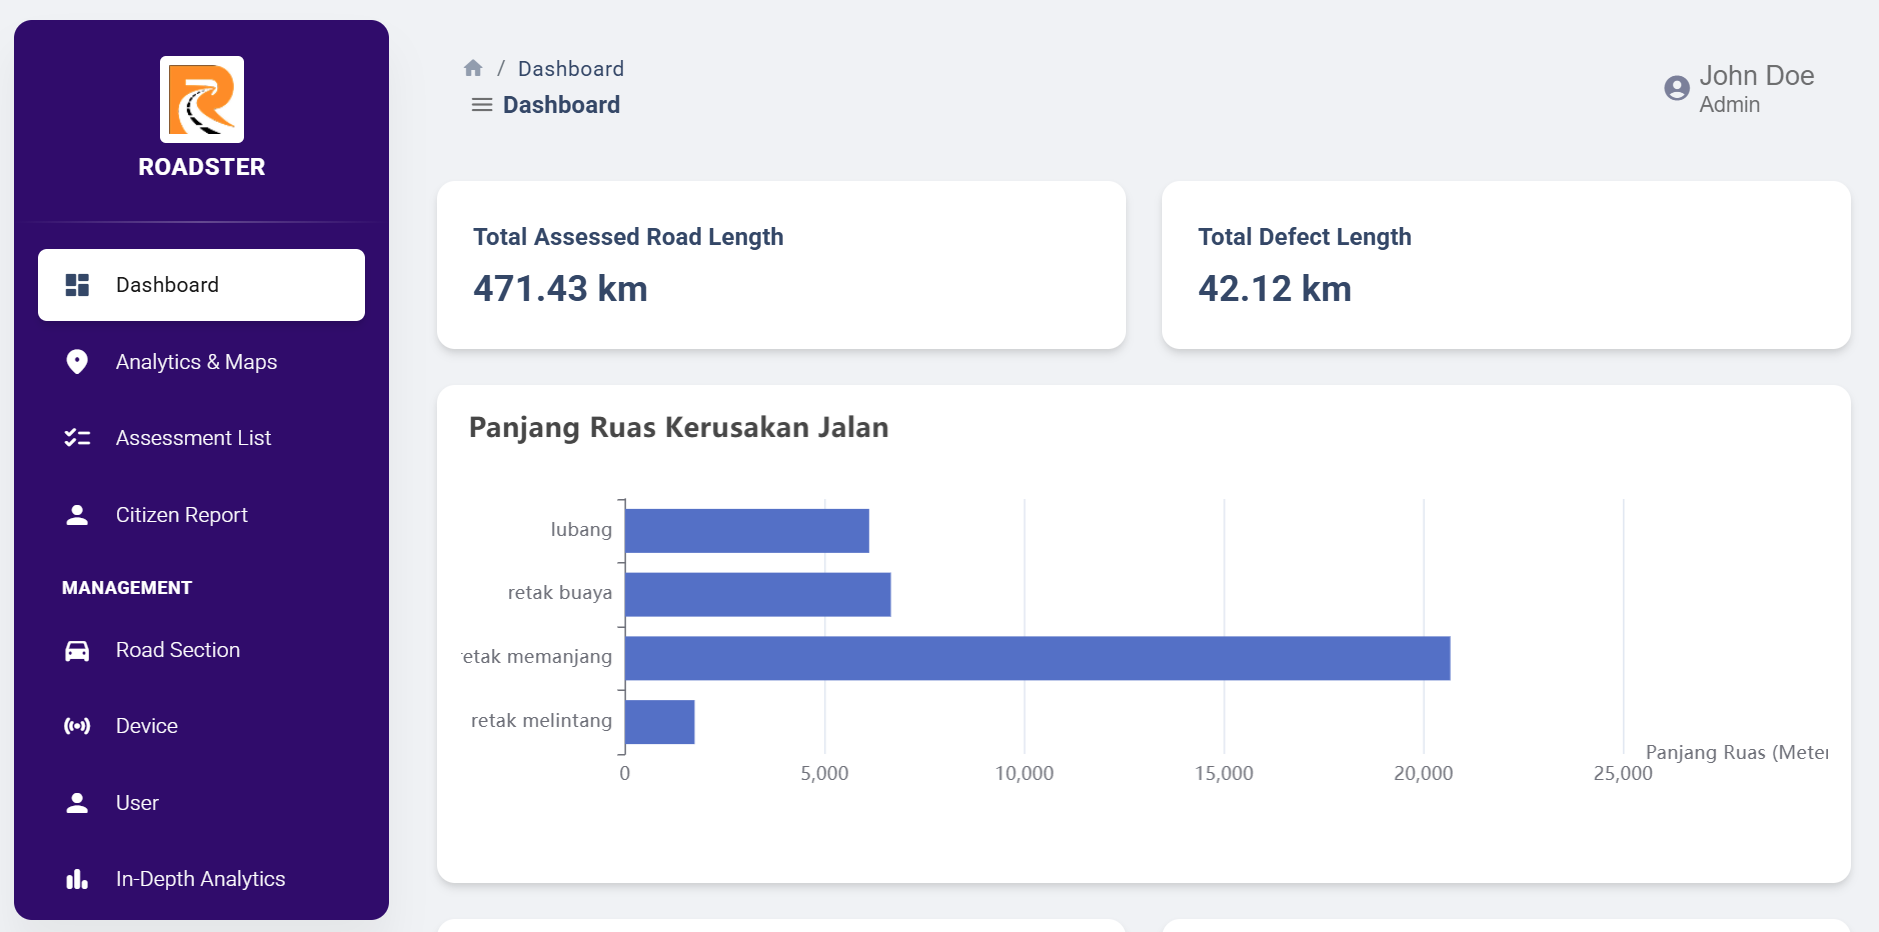 ROADSTER
Dashboard
Analytics & Maps
Assessment List
Citizen Report
MANAGEMENT
Road Section
Device
User
In-Depth Analytics
/ Dashboard
Dashboard
John Doe
Admin
Total Assessed Road Length
471.43 km
Total Defect Length
42.12 km
Panjang Ruas Kerusakan Jalan
lubang
retak buaya
etak memanjang
retak melintang
0 5,000 10,000 15,000 20,000 25,000
Panjang Ruas (Meter